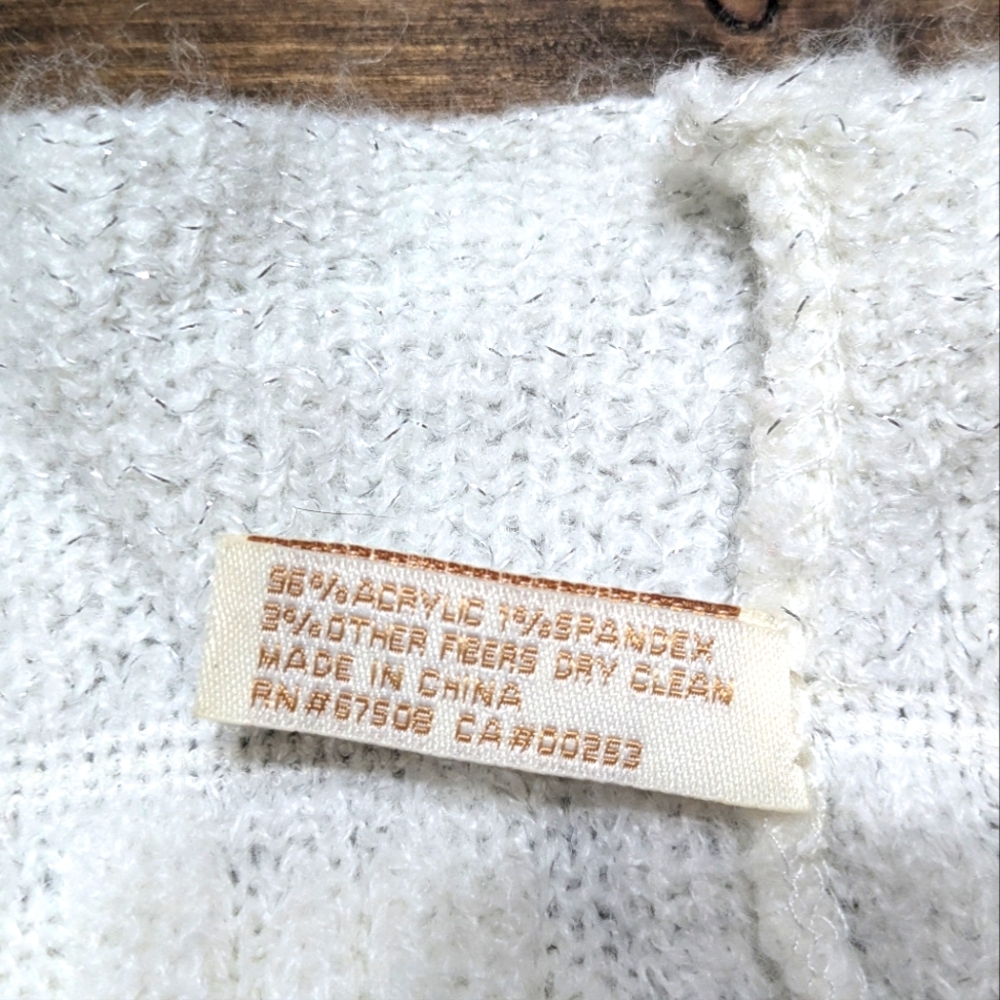 96% ACRYLIC 1% SPANDEX
3% OTHER FIBERS DRY CLEAN
MADE IN CHINA
RN #67508 CA #00253